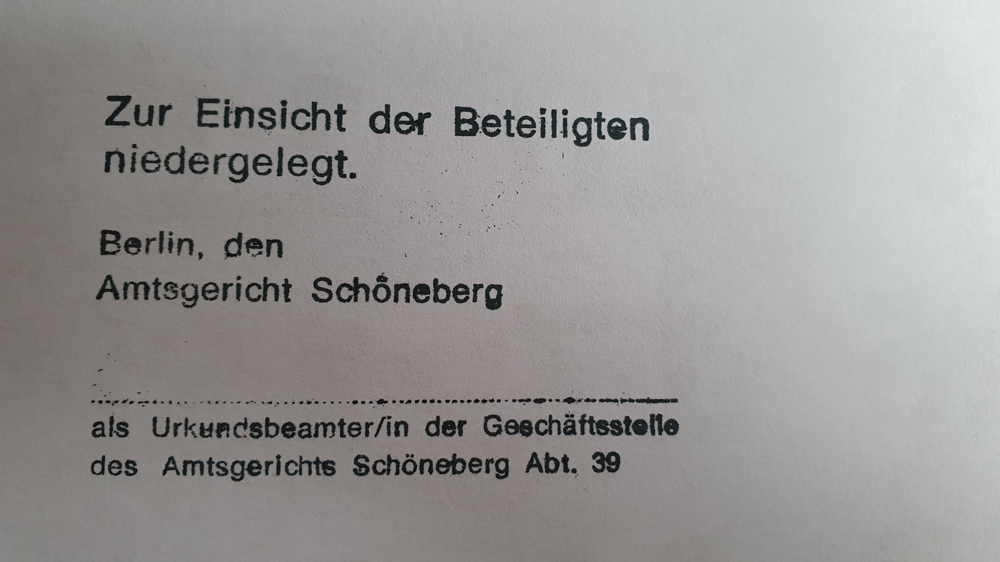 Zur Einsicht der Beteiligten
niedergelegt.
Berlin, den
Amtsgericht Schöneberg
als Urkundsbeamter/in der Geschäftsstelle
des Amtsgerichts Schöneberg Abt. 39